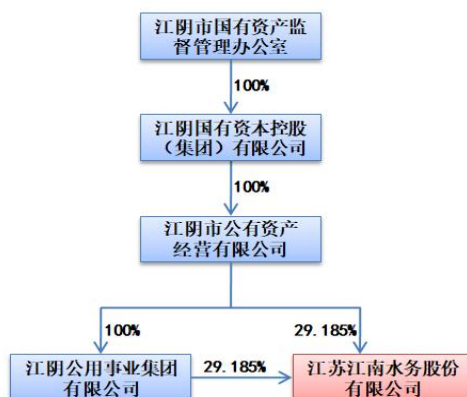 江阴市国有资产监
督管理办公室
100%
江阴国有资本控股
（集团）有限公司
100%
江阴市公有资产
经营有限公司
100%
29.185%
江阴公用事业集团
有限公司
29.185%
江苏江南水务股份
有限公司